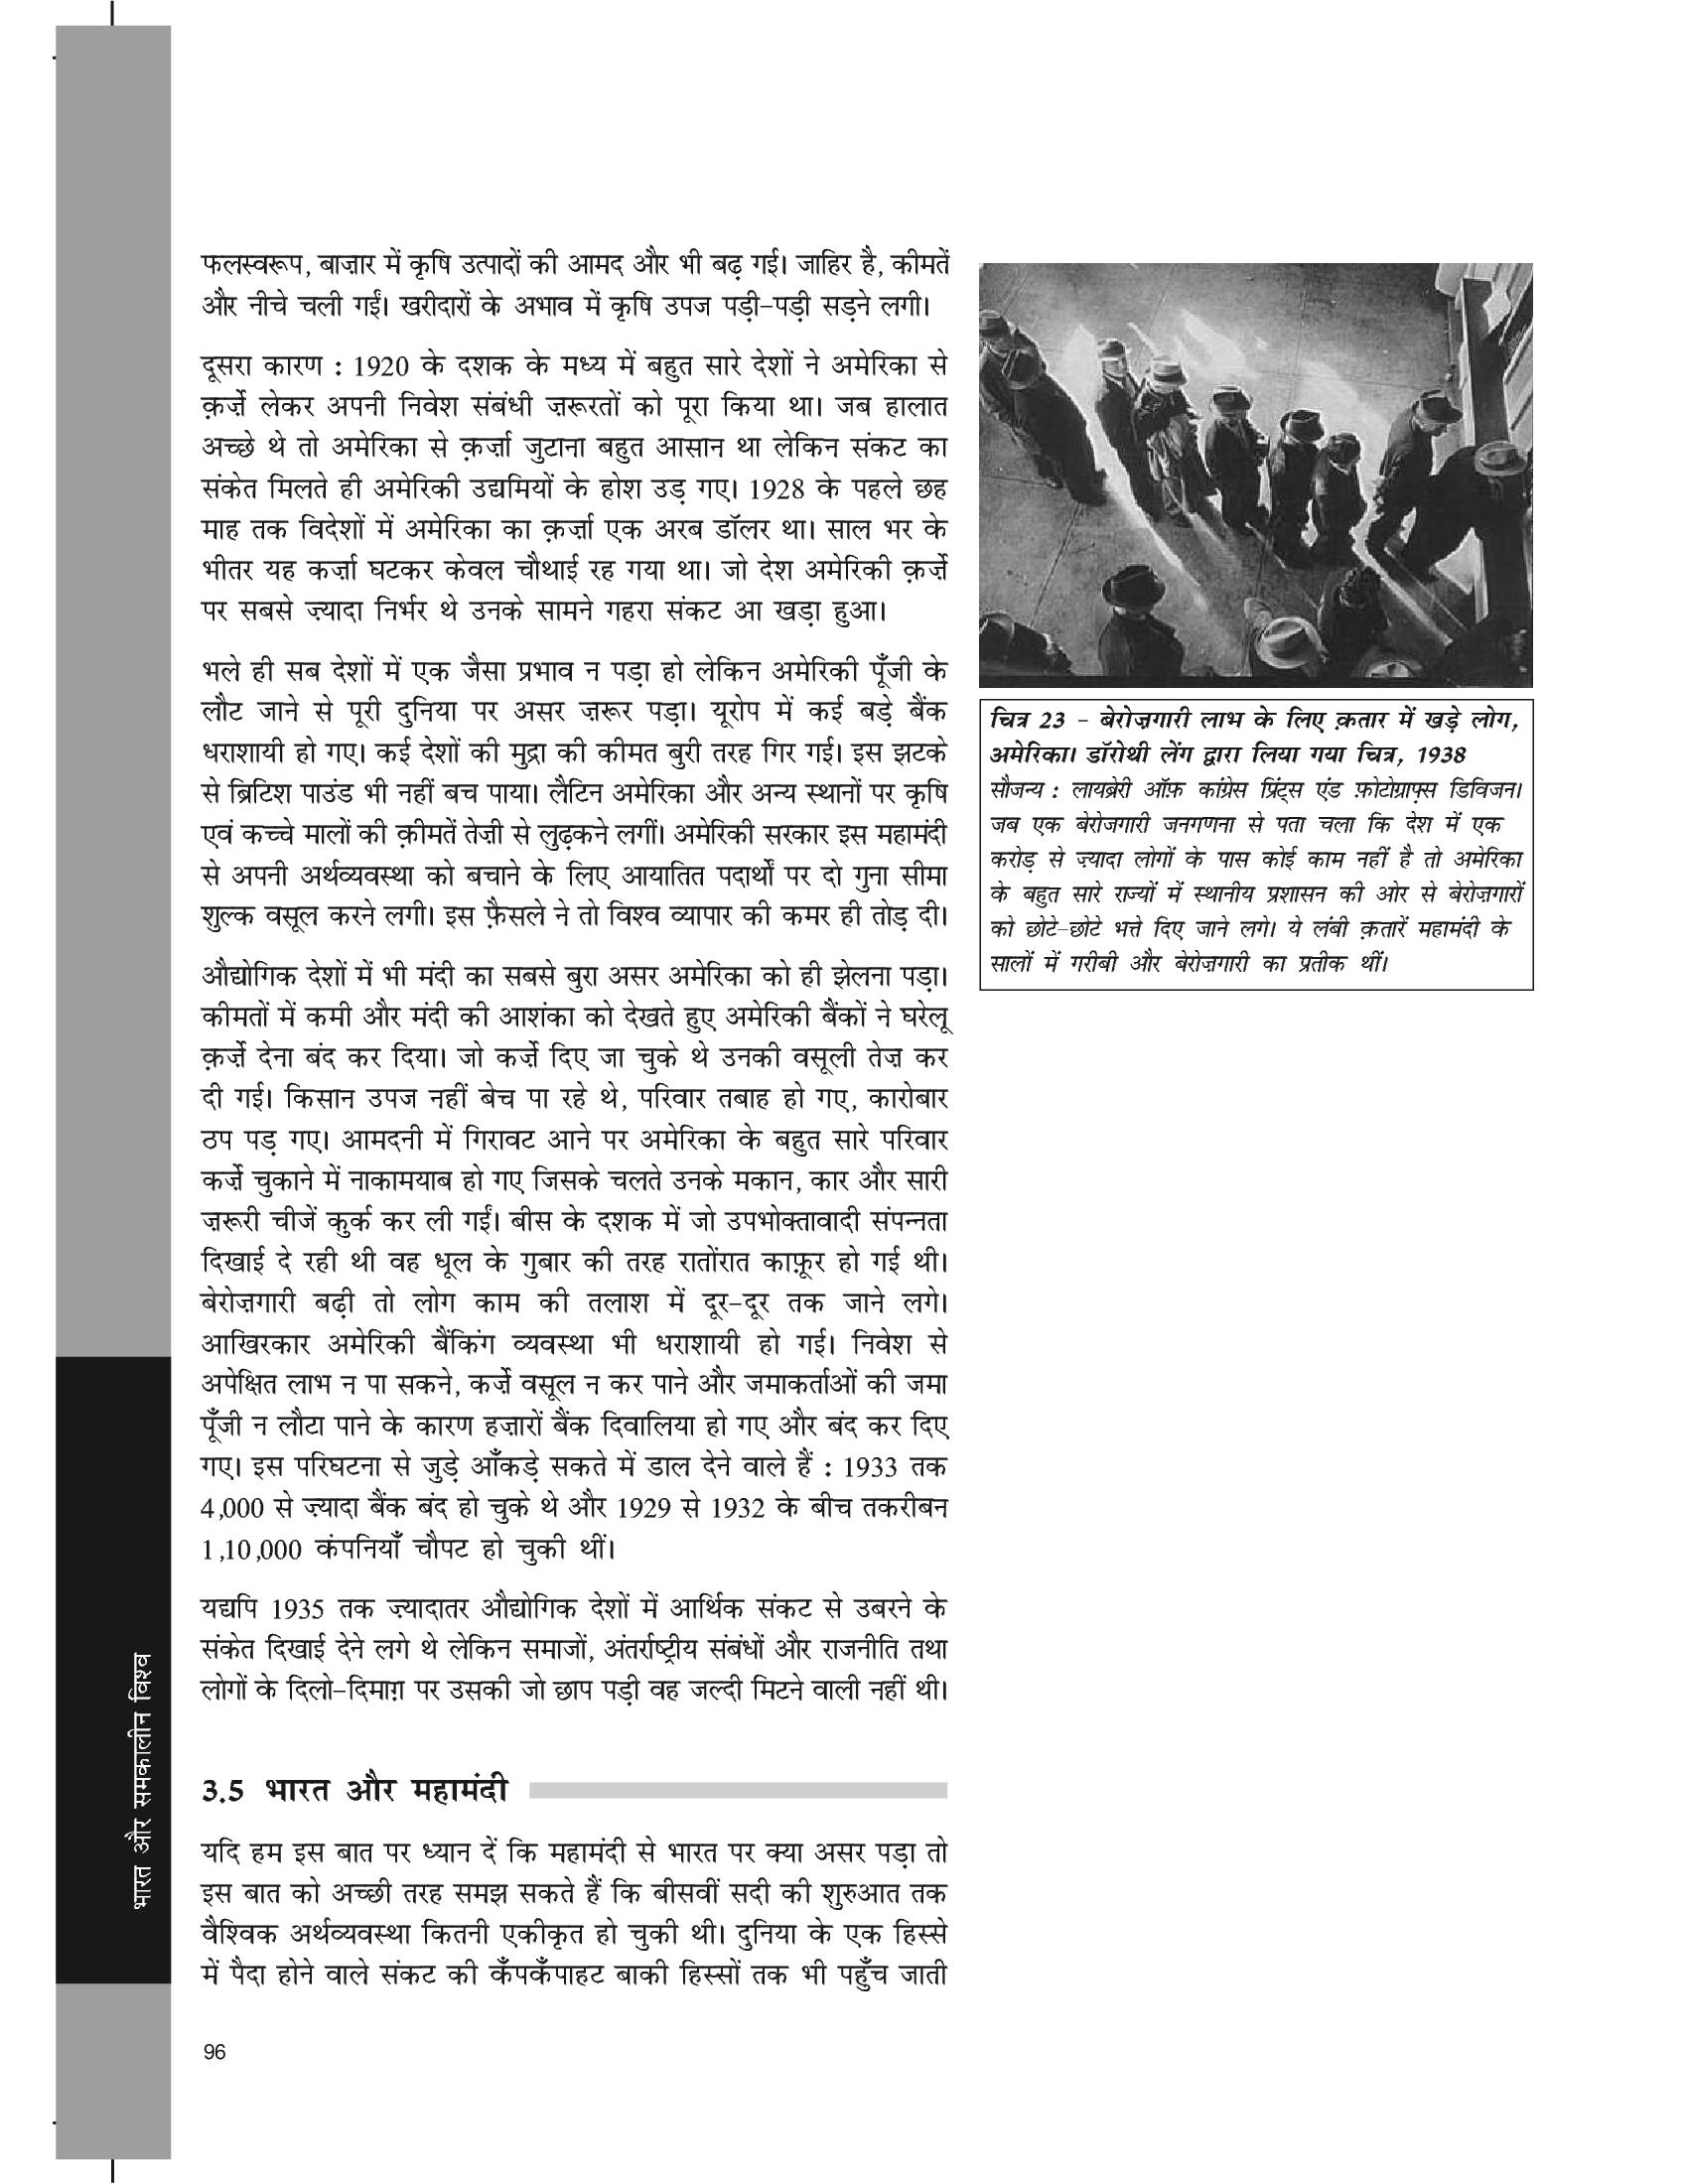 फलस्वरूप, बाज़ार में कृषि उत्पादों की आमद और भी बढ़ गई। जाहिर है, कीमतें
और नीचे चली गईं। खरीदारों के अभाव में कृषि उपज पड़ी-पड़ी सड़ने लगी।
दूसरा कारण : 1920 के दशक के मध्य में बहुत सारे देशों ने अमेरिका से
क़र्ज़े लेकर अपनी निवेश संबंधी ज़रूरतों को पूरा किया था। जब हालात
अच्छे थे तो अमेरिका से क़र्ज़ा जुटाना बहुत आसान था लेकिन संकट का
संकेत मिलते ही अमेरिकी उद्यमियों के होश उड़ गए। 1928 के पहले छह
माह तक विदेशों में अमेरिका का क़र्ज़ा एक अरब डॉलर था। साल भर के
भीतर यह कर्ज़ा घटकर केवल चौथाई रह गया था। जो देश अमेरिकी क़र्ज़े
पर सबसे ज़्यादा निर्भर थे उनके सामने गहरा संकट आ खड़ा हुआ।
भले ही सब देशों में एक जैसा प्रभाव न पड़ा हो लेकिन अमेरिकी पूँजी के
लौट जाने से पूरी दुनिया पर असर ज़रूर पड़ा। यूरोप में कई बड़े बैंक
धराशायी हो गए। कई देशों की मुद्रा की कीमत बुरी तरह गिर गई। इस झटके
से ब्रिटिश पाउंड भी नहीं बच पाया। लैटिन अमेरिका और अन्य स्थानों पर कृषि
एवं कच्चे मालों की क़ीमतें तेज़ी से लुढ़कने लगीं। अमेरिकी सरकार इस महामंदी
से अपनी अर्थव्यवस्था को बचाने के लिए आयातित पदार्थों पर दो गुना सीमा
शुल्क वसूल करने लगी। इस फ़ैसले ने तो विश्व व्यापार की कमर ही तोड़ दी।
औद्योगिक देशों में भी मंदी का सबसे बुरा असर अमेरिका को ही झेलना पड़ा।
कीमतों में कमी और मंदी की आशंका को देखते हुए अमेरिकी बैंकों ने घरेलू
क़र्ज़े देना बंद कर दिया। जो कर्ज़े दिए जा चुके थे उनकी वसूली तेज़ कर
दी गई। किसान उपज नहीं बेच पा रहे थे, परिवार तबाह हो गए, कारोबार
ठप पड़ गए। आमदनी में गिरावट आने पर अमेरिका के बहुत सारे परिवार
कर्ज़े चुकाने में नाकामयाब हो गए जिसके चलते उनके मकान, कार और सारी
ज़रूरी चीजें कुर्क कर ली गईं। बीस के दशक में जो उपभोक्तावादी संपन्नता
दिखाई दे रही थी वह धूल के गुबार की तरह रातोंरात काफ़ूर हो गई थी।
बेरोज़गारी बढ़ी तो लोग काम की तलाश में दूर-दूर तक जाने लगे।
आखिरकार अमेरिकी बैंकिंग व्यवस्था भी धराशायी हो गई। निवेश से
अपेक्षित लाभ न पा सकने, कर्ज़े वसूल न कर पाने और जमाकर्ताओं की जमा
पूँजी न लौटा पाने के कारण हज़ारों बैंक दिवालिया हो गए और बंद कर दिए
गए। इस परिघटना से जुड़े आँकड़े सकते में डाल देने वाले हैं : 1933 तक
4,000 से ज़्यादा बैंक बंद हो चुके थे और 1929 से 1932 के बीच तकरीबन
1,10,000 कंपनियाँ चौपट हो चुकी थीं।
यद्यपि 1935 तक ज़्यादातर औद्योगिक देशों में आर्थिक संकट से उबरने के
संकेत दिखाई देने लगे थे लेकिन समाजों, अंतर्राष्ट्रीय संबंधों और राजनीति तथा
लोगों के दिलो-दिमाग़ पर उसकी जो छाप पड़ी वह जल्दी मिटने वाली नहीं थी।
3.5 भारत और महामंदी
यदि हम इस बात पर ध्यान दें कि महामंदी से भारत पर क्या असर पड़ा तो
इस बात को अच्छी तरह समझ सकते हैं कि बीसवीं सदी की शुरुआत तक
वैश्विक अर्थव्यवस्था कितनी एकीकृत हो चुकी थी। दुनिया के एक हिस्से
में पैदा होने वाले संकट की कँपकँपाहट बाकी हिस्सों तक भी पहुँच जाती
चित्र 23 - बेरोज़गारी लाभ के लिए क़तार में खड़े लोग,
अमेरिका। डॉरोथी लेंग द्वारा लिया गया चित्र, 1938
सौजन्य : लायब्रेरी ऑफ़ कांग्रेस प्रिंट्स एंड फ़ोटोग्राफ़्स डिविजन।
जब एक बेरोजगारी जनगणना से पता चला कि देश में एक
करोड़ से ज़्यादा लोगों के पास कोई काम नहीं है तो अमेरिका
के बहुत सारे राज्यों में स्थानीय प्रशासन की ओर से बेरोज़गारों
को छोटे-छोटे भत्ते दिए जाने लगे। ये लंबी क़तारें महामंदी के
सालों में गरीबी और बेरोज़गारी का प्रतीक थीं।
भारत और समकालीन विश्व
96